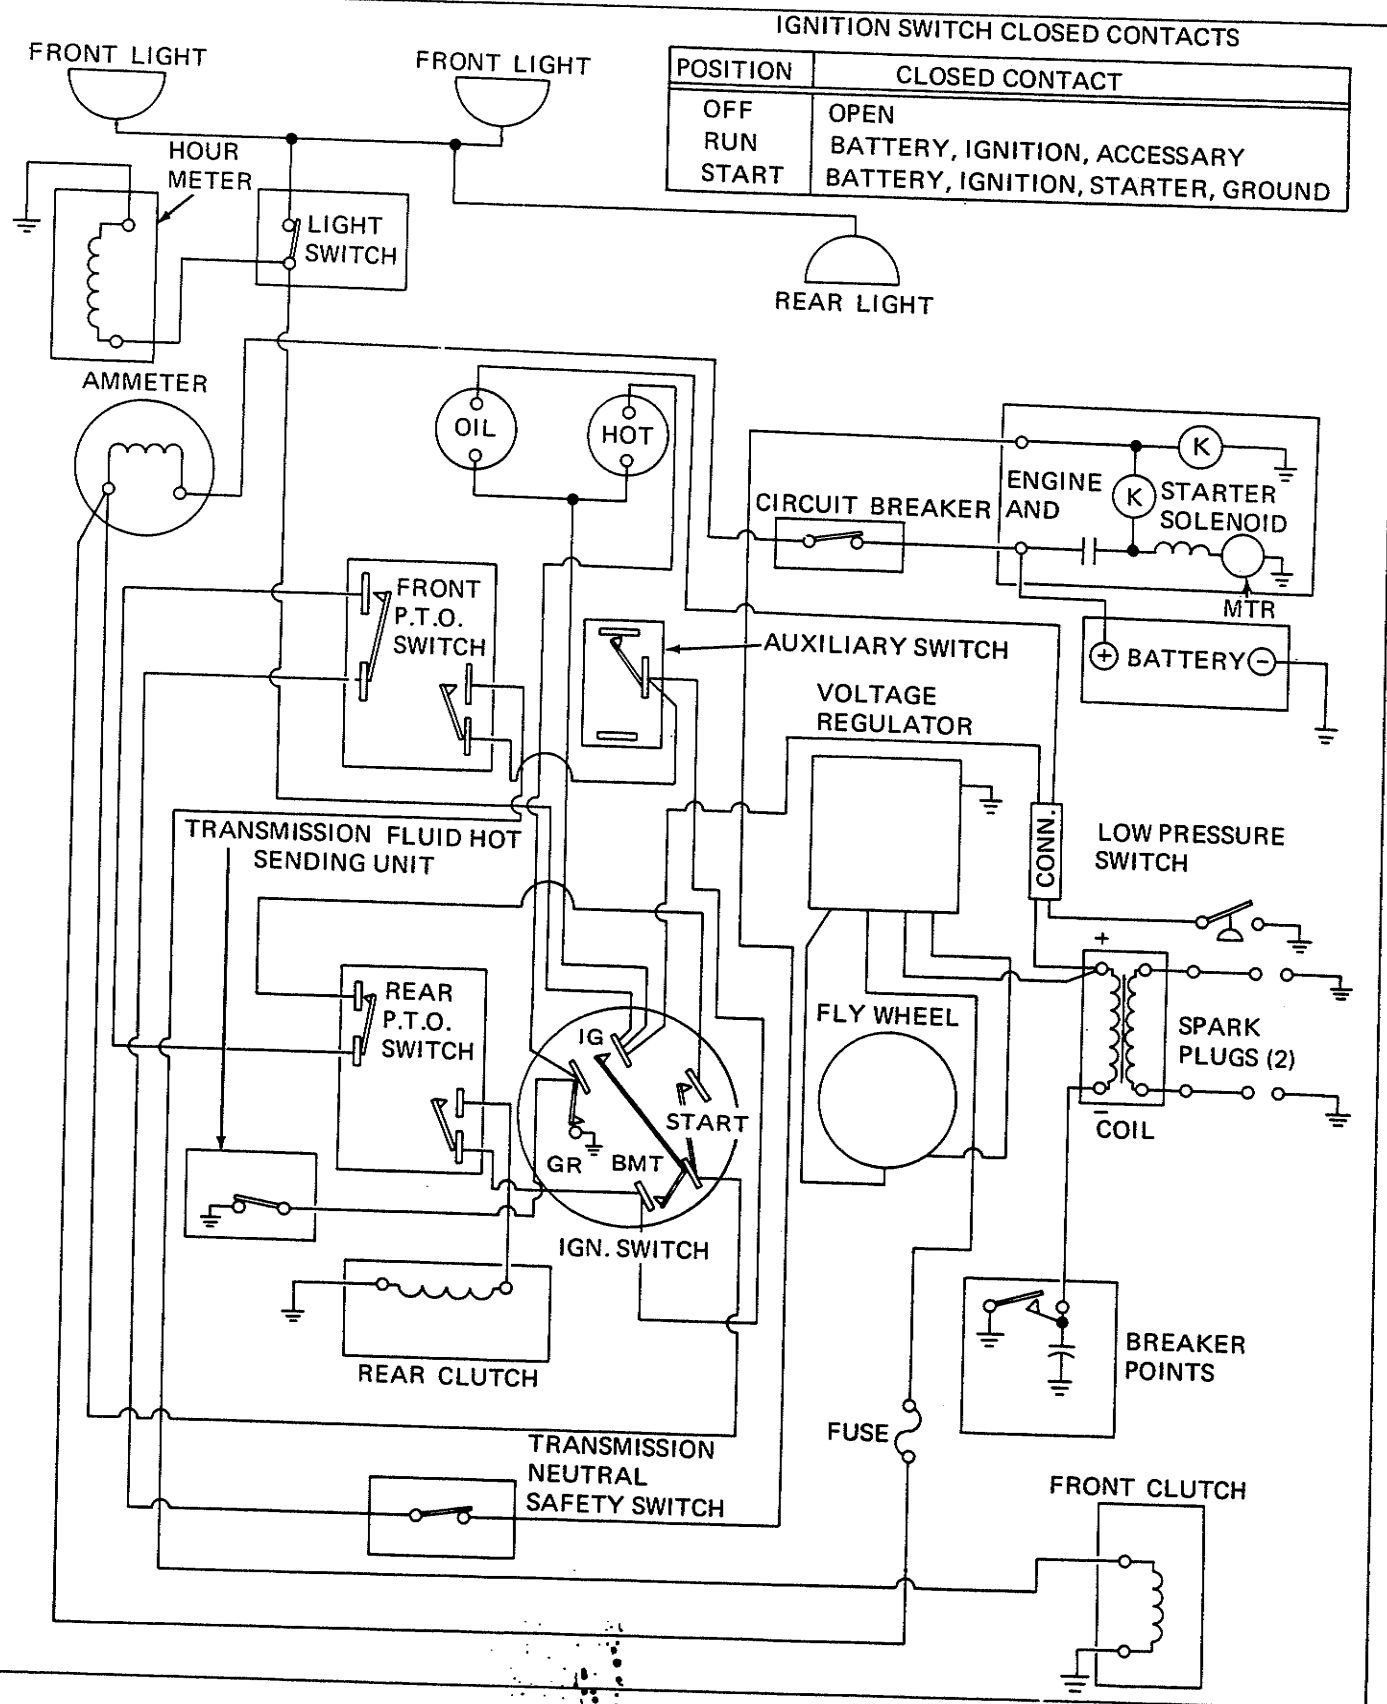 IGNITION SWITCH CLOSED CONTACTS
POSITION CLOSED CONTACT
OFF OPEN
RUN BATTERY, IGNITION, ACCESSARY
START BATTERY, IGNITION, STARTER, GROUND
FRONT LIGHT
FRONT LIGHT
HOUR
METER
LIGHT
SWITCH
REAR LIGHT
AMMETER
OIL
HOT
ENGINE
AND
CIRCUIT BREAKER
K
K
STARTER
SOLENOID
MTR
FRONT
P.T.O.
SWITCH
AUXILIARY SWITCH
+ BATTERY −
VOLTAGE
REGULATOR
CONN.
LOW PRESSURE
SWITCH
TRANSMISSION FLUID HOT
SENDING UNIT
REAR
P.T.O.
SWITCH
IG
START
GR
BMT
IGN. SWITCH
FLY WHEEL
+
−
COIL
SPARK
PLUGS (2)
REAR CLUTCH
BREAKER
POINTS
FUSE
TRANSMISSION
NEUTRAL
SAFETY SWITCH
FRONT CLUTCH